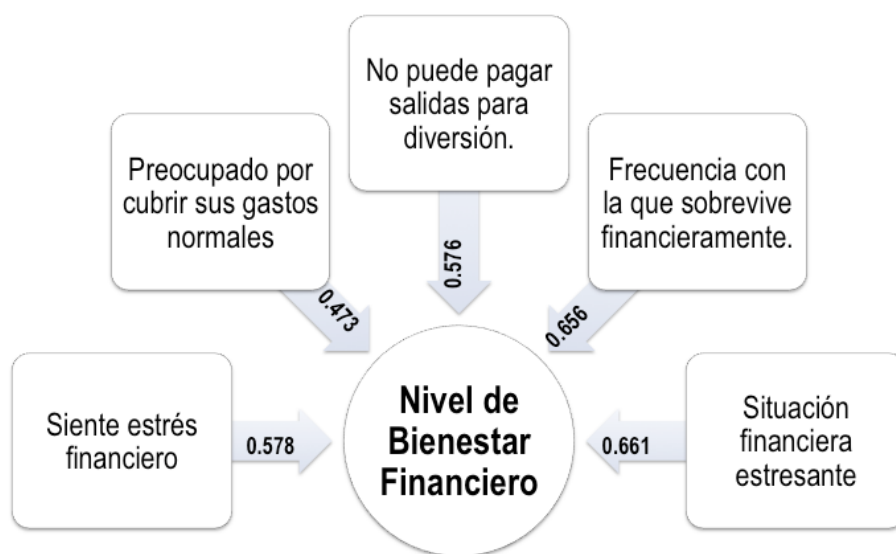 No puede pagar
salidas para
diversión.
Preocupado por
cubrir sus gastos
normales
Frecuencia con
la que sobrevive
financieramente.
0.576
0.473
0.656
Siente estrés
financiero
0.578
Nivel de
Bienestar
Financiero
0.661
Situación
financiera
estresante